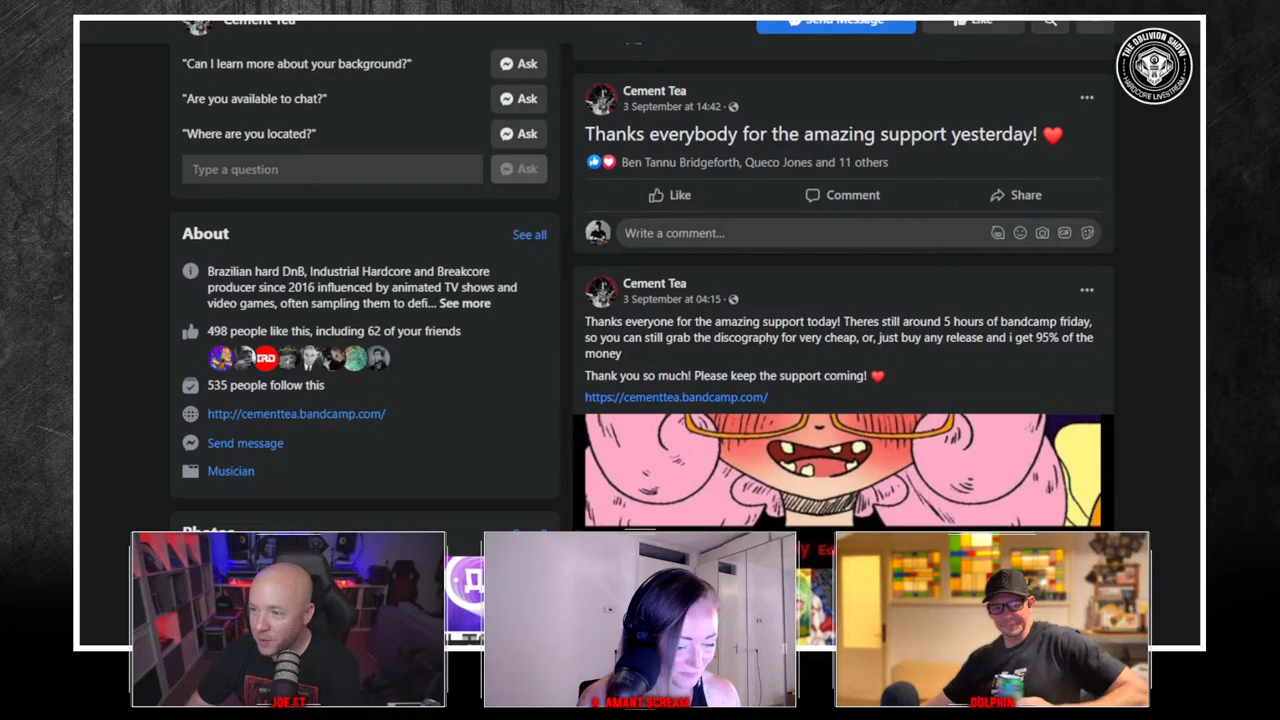 Cement Tea
Send Message
Like
THE OBLIVION SHOW
HARDCORE LIVESTREAM
"Can I learn more about your background?"
Ask
"Are you available to chat?"
Ask
"Where are you located?"
Ask
Type a question
Ask
About
See all
Brazilian hard DnB, Industrial Hardcore and Breakcore
producer since 2016 influenced by animated TV shows and
video games, often sampling them to defi... See more
498 people like this, including 62 of your friends
535 people follow this
http://cementtea.bandcamp.com/
Send message
Musician
Photos
Cement Tea
3 September at 14:42
Thanks everybody for the amazing support yesterday! ❤️
Ben Tannu Bridgeforth, Queco Jones and 11 others
Like
Comment
Share
Write a comment...
Cement Tea
3 September at 04:15
Thanks everyone for the amazing support today! Theres still around 5 hours of bandcamp friday,
so you can still grab the discography for very cheap, or, just buy any release and i get 95% of the
money
Thank you so much! Please keep the support coming! ❤️
https://cementtea.bandcamp.com/
SCREAM
DOLPHIN